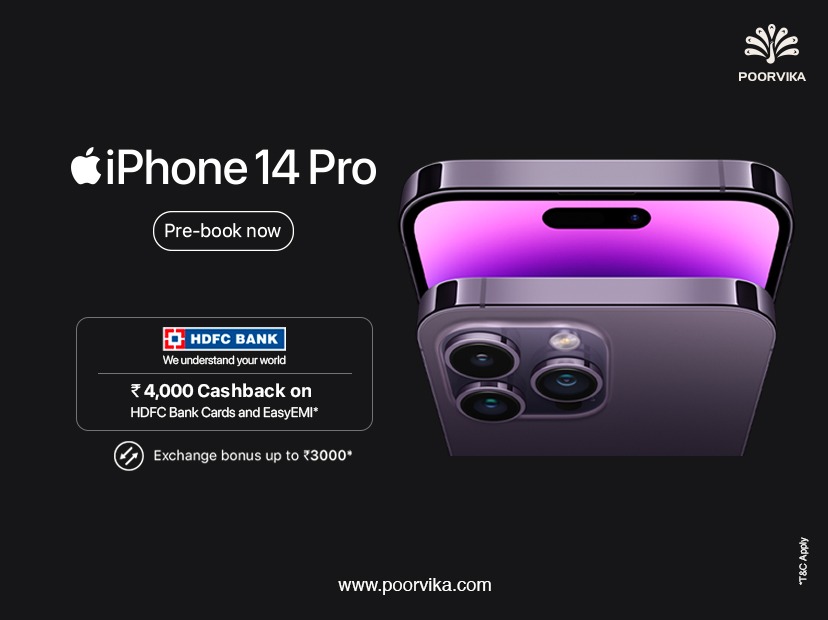 POORVIKA
iPhone 14 Pro
Pre-book now
HDFC BANK
We understand your world
₹ 4,000 Cashback on
HDFC Bank Cards and EasyEMI*
Exchange bonus up to ₹3000*
*T&C Apply
www.poorvika.com